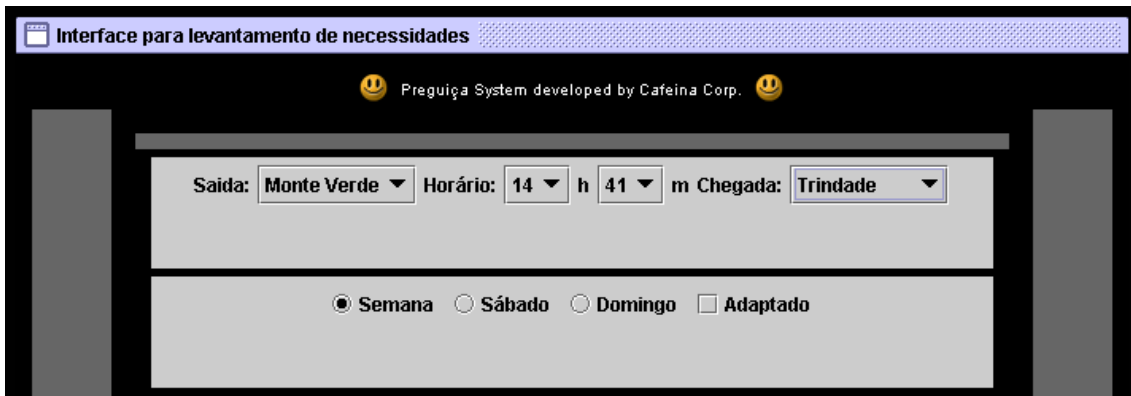 Interface para levantamento de necessidades
Preguiça System developed by Cafeina Corp.
Saida: Monte Verde Horário: 14 h 41 m Chegada: Trindade
Semana Sábado Domingo Adaptado